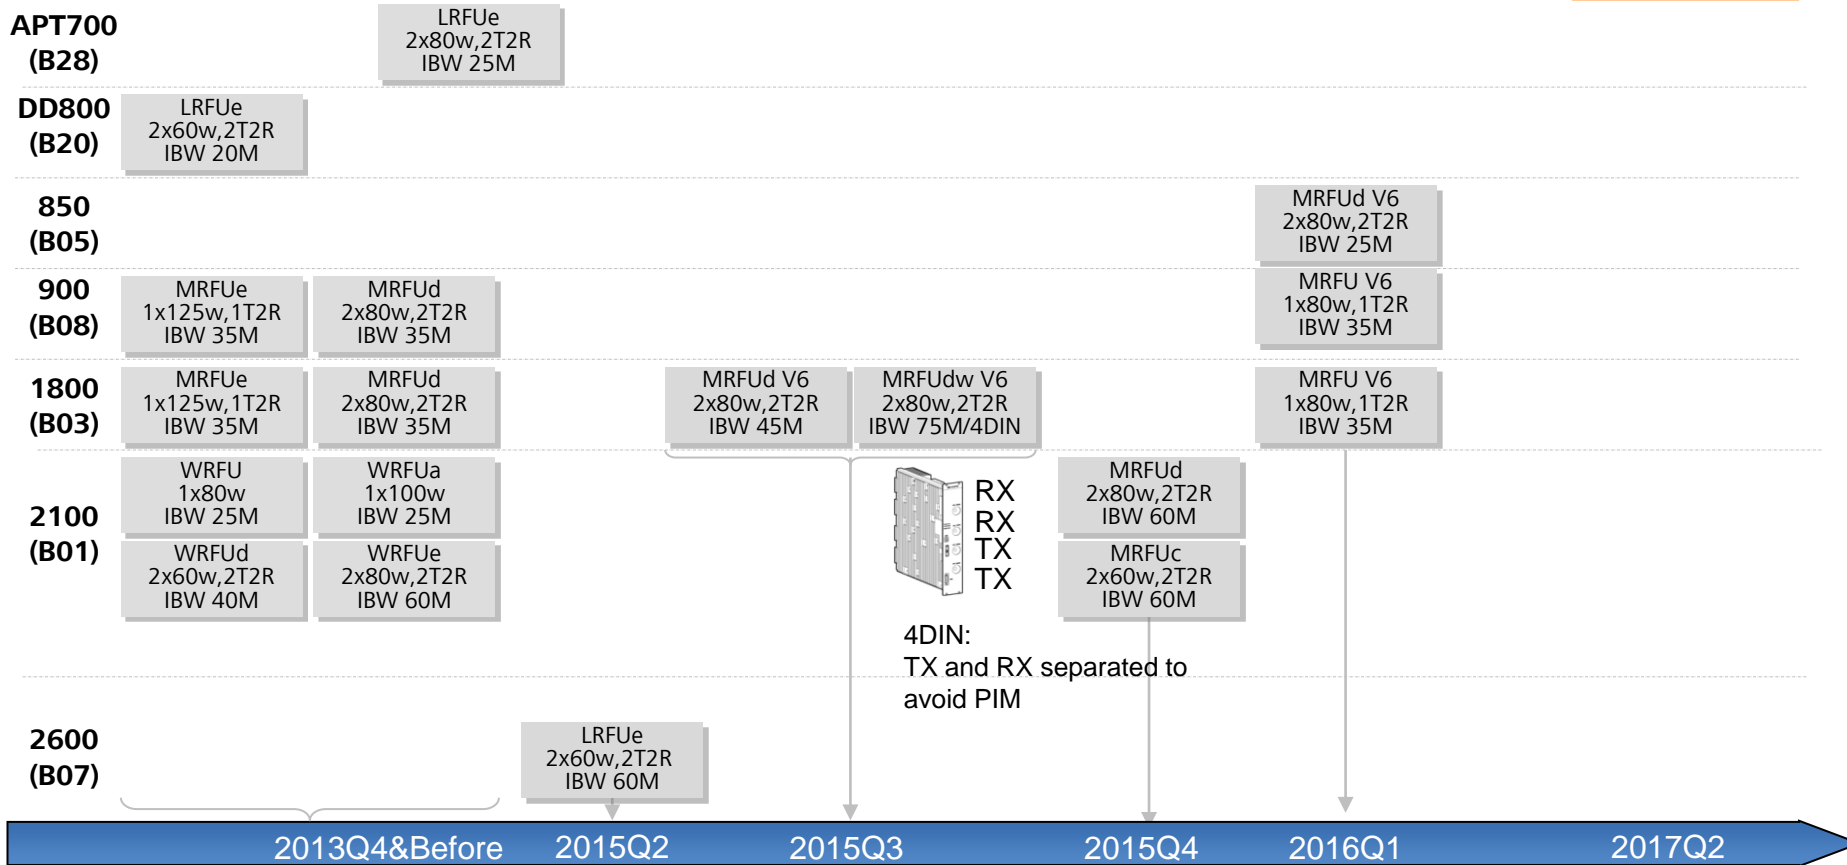 APT700
(B28)
LRFUe
2x80w,2T2R
IBW 25M
DD800
(B20)
LRFUe
2x60w,2T2R
IBW 20M
850
(B05)
MRFUd V6
2x80w,2T2R
IBW 25M
900
(B08)
MRFUe
1x125w,1T2R
IBW 35M
MRFUd
2x80w,2T2R
IBW 35M
MRFU V6
1x80w,1T2R
IBW 35M
1800
(B03)
MRFUe
1x125w,1T2R
IBW 35M
MRFUd
2x80w,2T2R
IBW 35M
MRFUd V6
2x80w,2T2R
IBW 45M
MRFUdw V6
2x80w,2T2R
IBW 75M/4DIN
MRFU V6
1x80w,1T2R
IBW 35M
2100
(B01)
WRFU
1x80w
IBW 25M
WRFUa
1x100w
IBW 25M
WRFUd
2x60w,2T2R
IBW 40M
WRFUe
2x80w,2T2R
IBW 60M
RX
RX
TX
TX
4DIN:
TX and RX separated to
avoid PIM
MRFUd
2x80w,2T2R
IBW 60M
MRFUc
2x60w,2T2R
IBW 60M
2600
(B07)
LRFUe
2x60w,2T2R
IBW 60M
2013Q4&Before
2015Q2
2015Q3
2015Q4
2016Q1
2017Q2